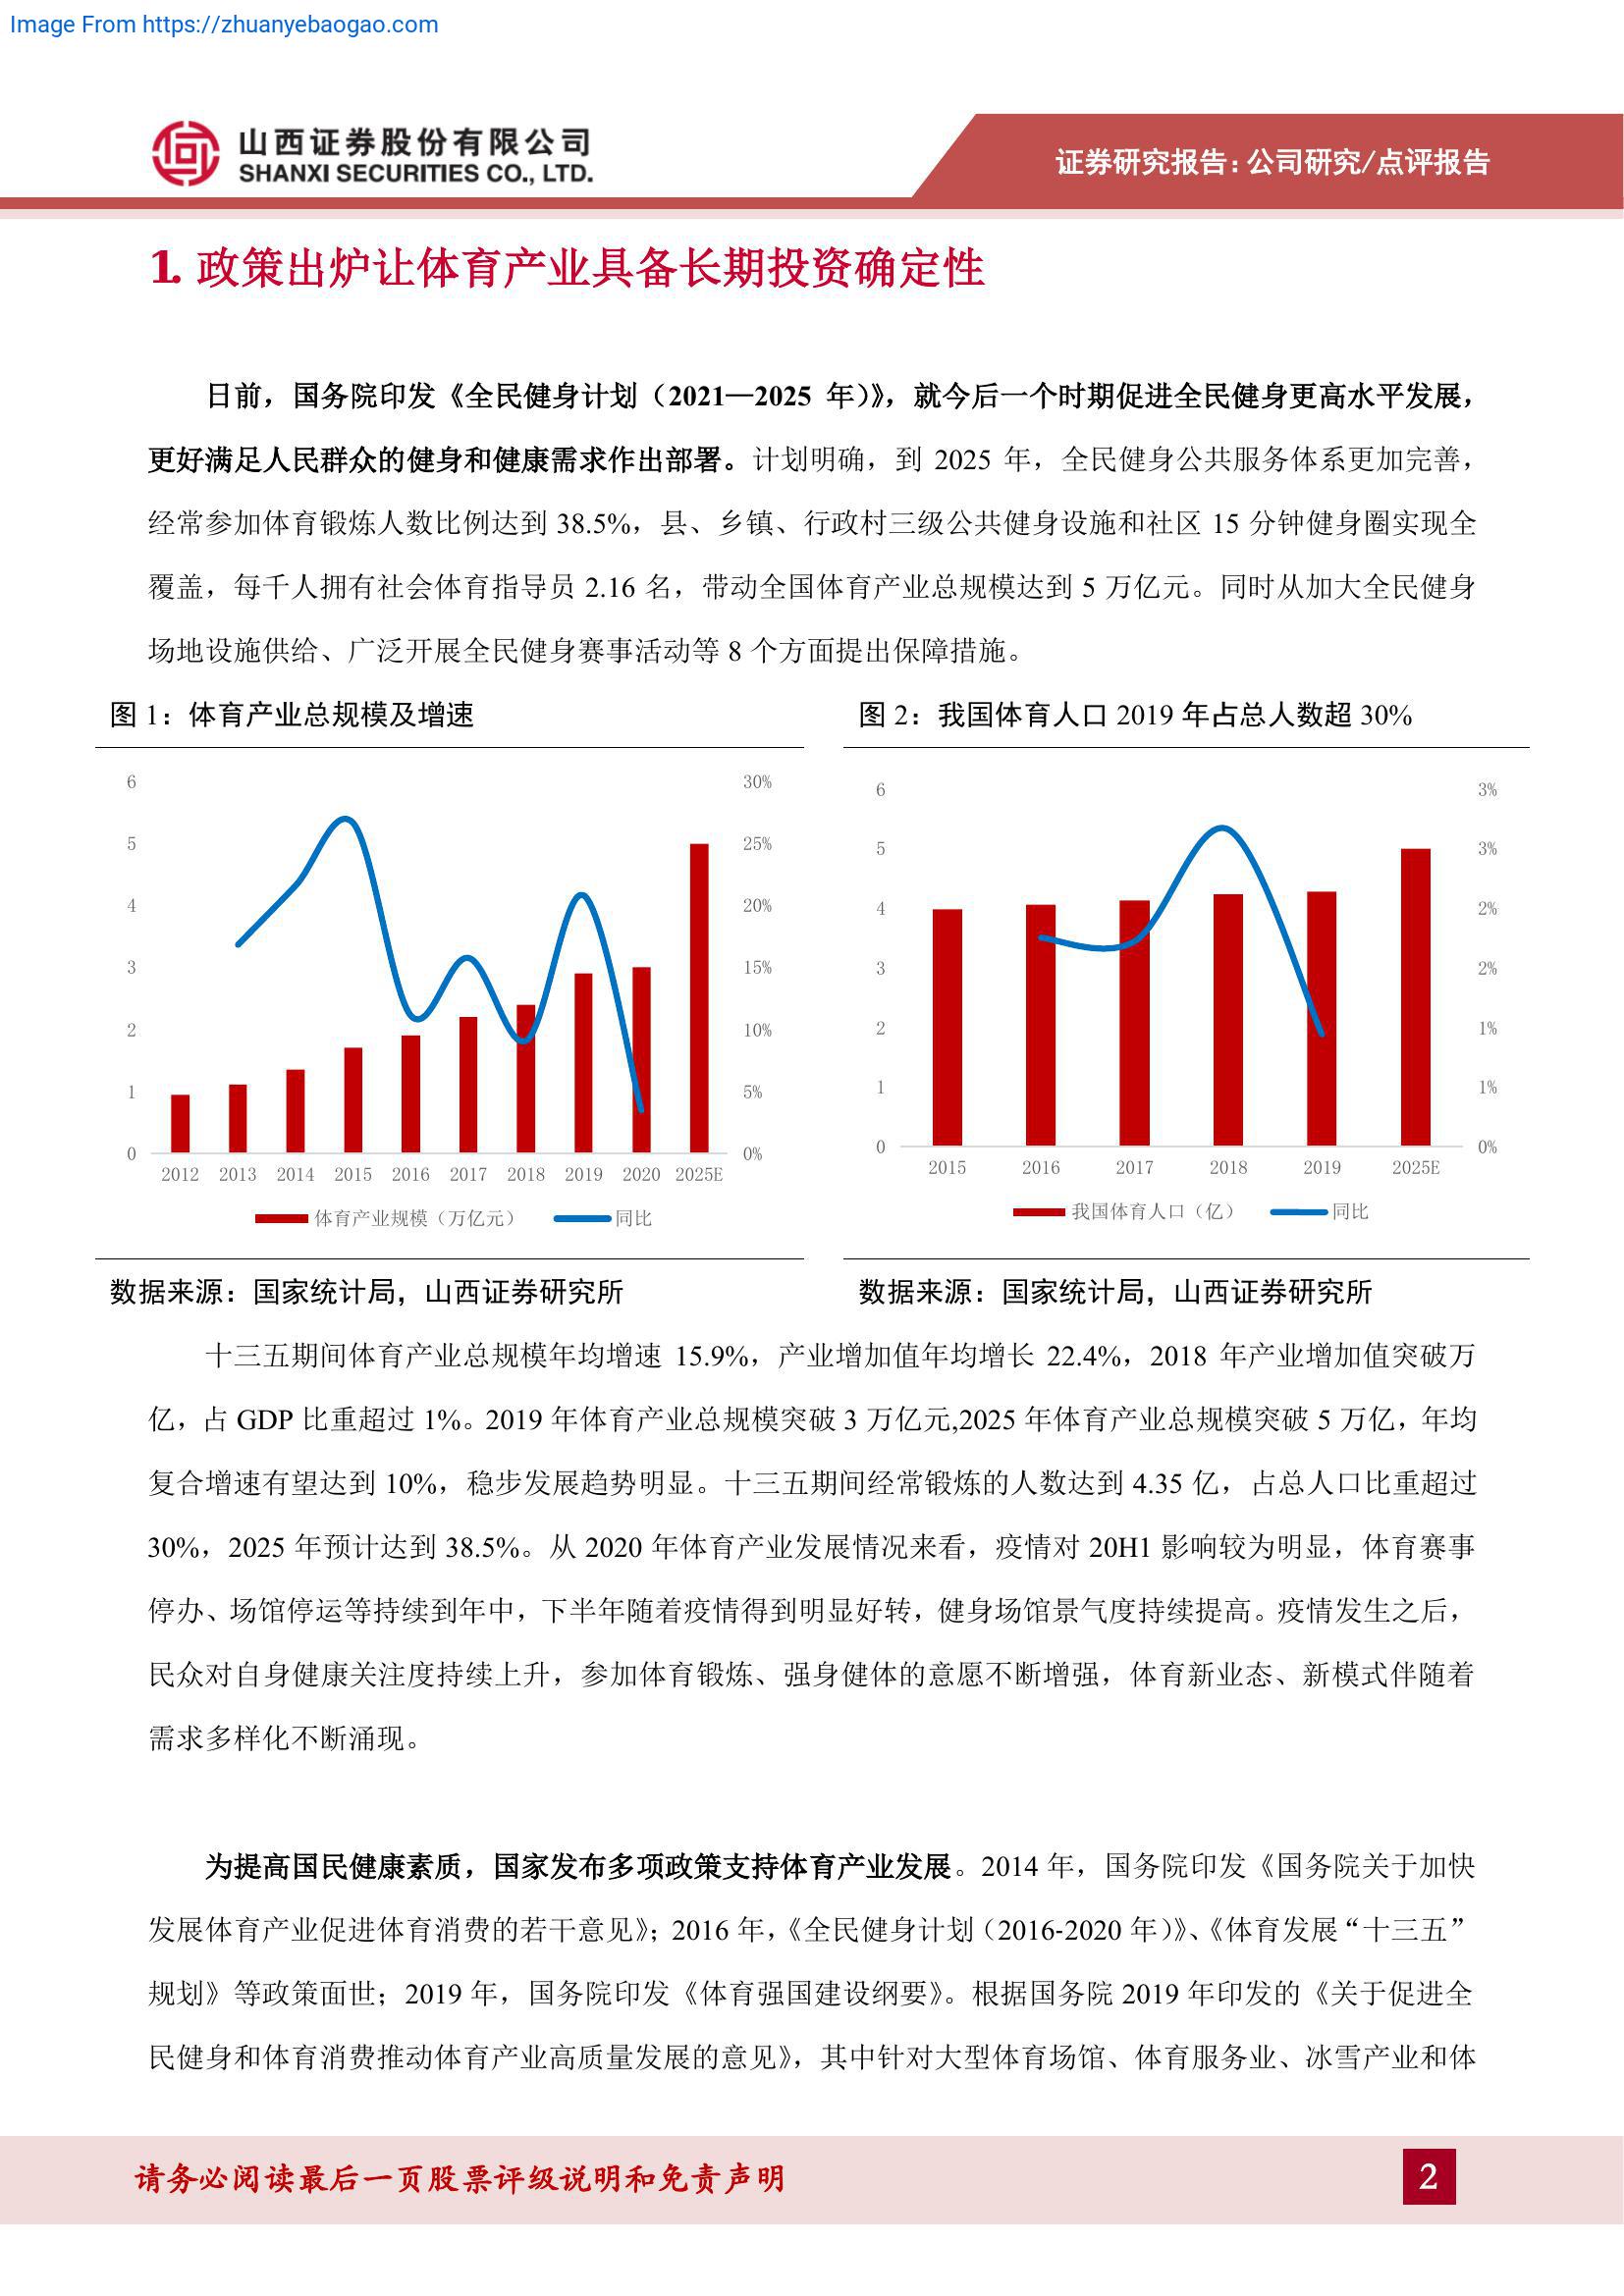 Image From https://zhuanyebaogao.com
山西证券股份有限公司
SHANXI SECURITIES CO., LTD.
证券研究报告：公司研究/点评报告
1. 政策出炉让体育产业具备长期投资确定性
日前，国务院印发《全民健身计划（2021—2025 年）》，就今后一个时期促进全民健身更高水平发展，
更好满足人民群众的健身和健康需求作出部署。计划明确，到 2025 年，全民健身公共服务体系更加完善，
经常参加体育锻炼人数比例达到 38.5%，县、乡镇、行政村三级公共健身设施和社区 15 分钟健身圈实现全
覆盖，每千人拥有社会体育指导员 2.16 名，带动全国体育产业总规模达到 5 万亿元。同时从加大全民健身
场地设施供给、广泛开展全民健身赛事活动等 8 个方面提出保障措施。
图 1：体育产业总规模及增速
6
5
4
3
2
1
0
30%
25%
20%
15%
10%
5%
0%
2012 2013 2014 2015 2016 2017 2018 2019 2020 2025E
体育产业规模（万亿元） 同比
数据来源：国家统计局，山西证券研究所
图 2：我国体育人口 2019 年占总人数超 30%
6
5
4
3
2
1
0
3%
3%
2%
2%
1%
1%
0%
2015 2016 2017 2018 2019 2025E
我国体育人口（亿） 同比
数据来源：国家统计局，山西证券研究所
十三五期间体育产业总规模年均增速 15.9%，产业增加值年均增长 22.4%，2018 年产业增加值突破万
亿，占 GDP 比重超过 1%。2019 年体育产业总规模突破 3 万亿元,2025 年体育产业总规模突破 5 万亿，年均
复合增速有望达到 10%，稳步发展趋势明显。十三五期间经常锻炼的人数达到 4.35 亿，占总人口比重超过
30%，2025 年预计达到 38.5%。从 2020 年体育产业发展情况来看，疫情对 20H1 影响较为明显，体育赛事
停办、场馆停运等持续到年中，下半年随着疫情得到明显好转，健身场馆景气度持续提高。疫情发生之后，
民众对自身健康关注度持续上升，参加体育锻炼、强身健体的意愿不断增强，体育新业态、新模式伴随着
需求多样化不断涌现。
为提高国民健康素质，国家发布多项政策支持体育产业发展。2014 年，国务院印发《国务院关于加快
发展体育产业促进体育消费的若干意见》；2016 年，《全民健身计划（2016-2020 年）》、《体育发展“十三五”
规划》等政策面世；2019 年，国务院印发《体育强国建设纲要》。根据国务院 2019 年印发的《关于促进全
民健身和体育消费推动体育产业高质量发展的意见》，其中针对大型体育场馆、体育服务业、冰雪产业和体
请务必阅读最后一页股票评级说明和免责声明
2